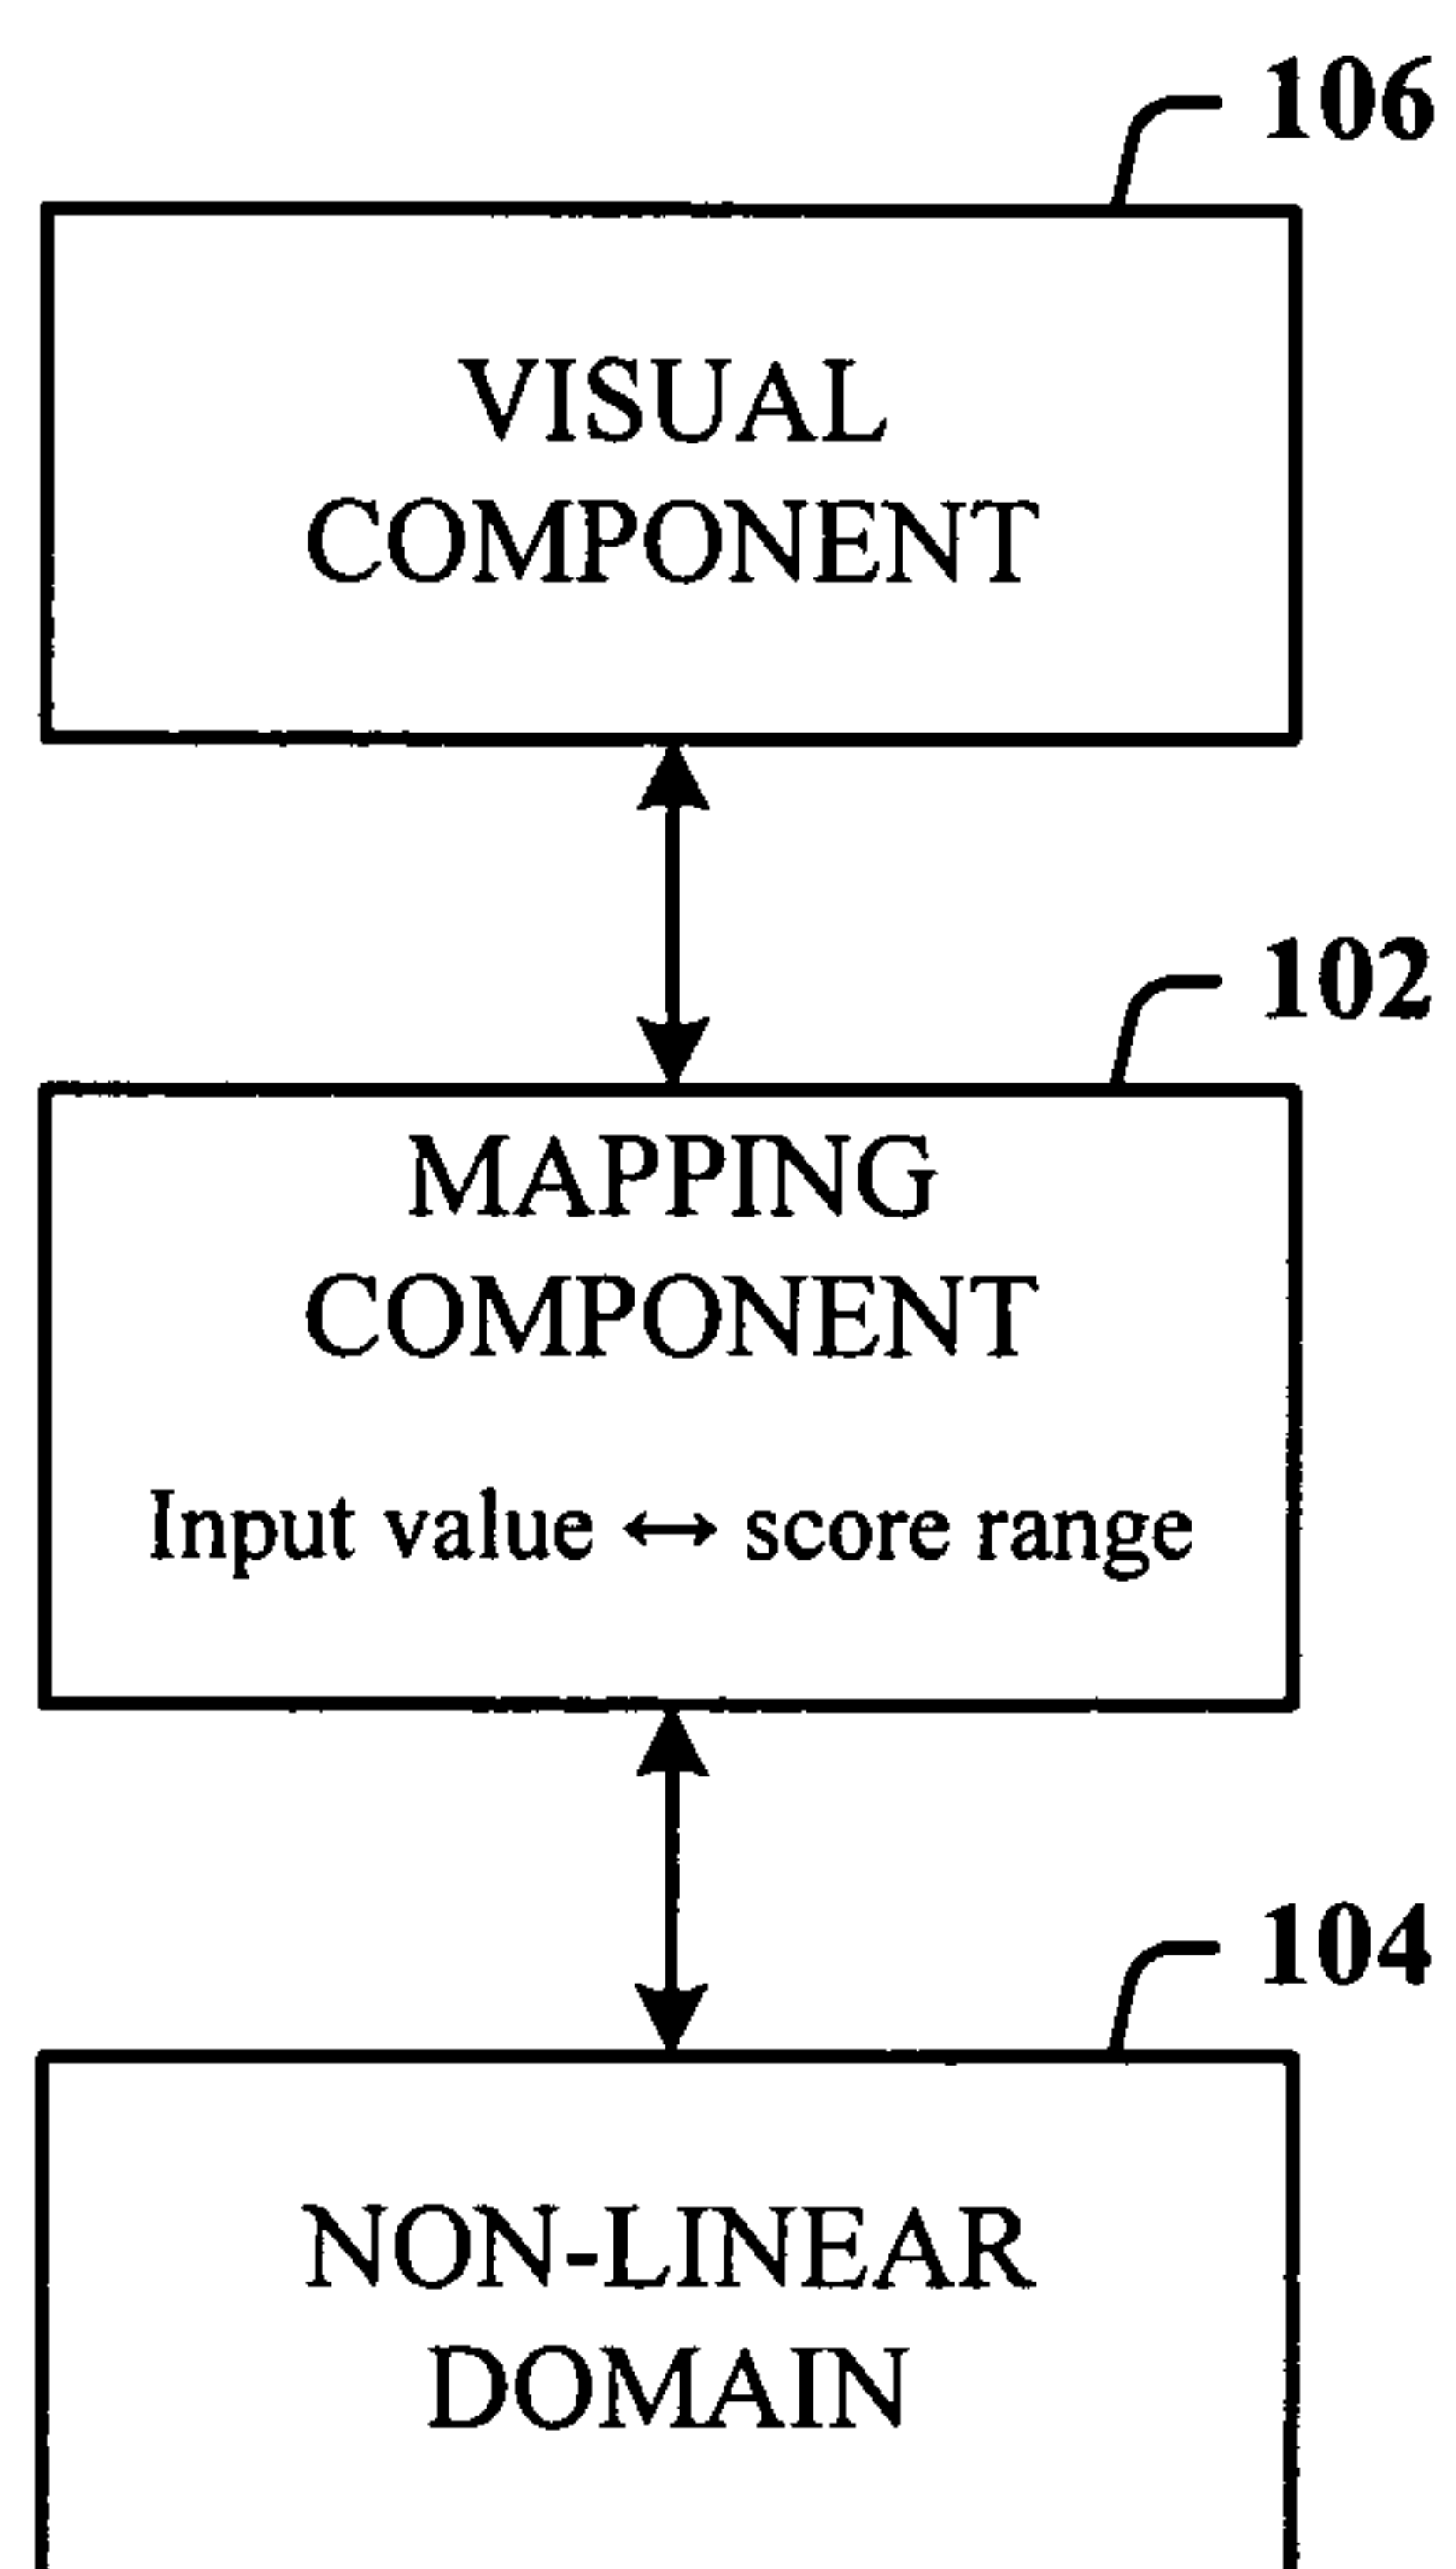 106
VISUAL
COMPONENT
102
MAPPING
COMPONENT
Input value ↔ score range
104
NON-LINEAR
DOMAIN